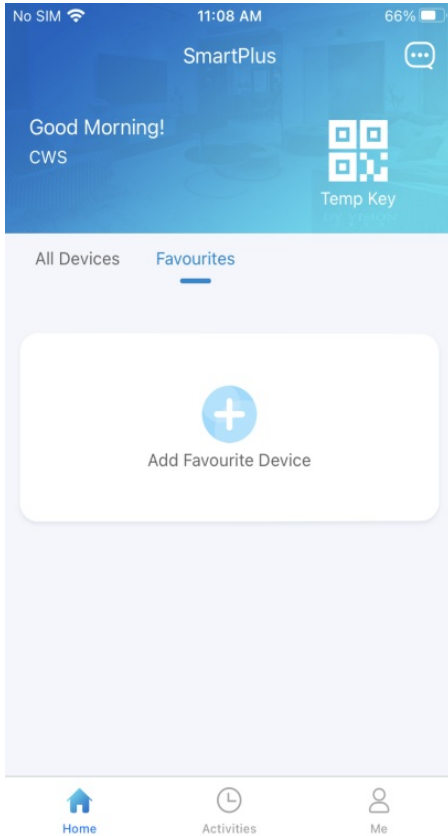 No SIM 11:08 AM 66%
SmartPlus
Good Morning!
CWS
Temp Key
All Devices Favourites
Add Favourite Device
Home Activities Me